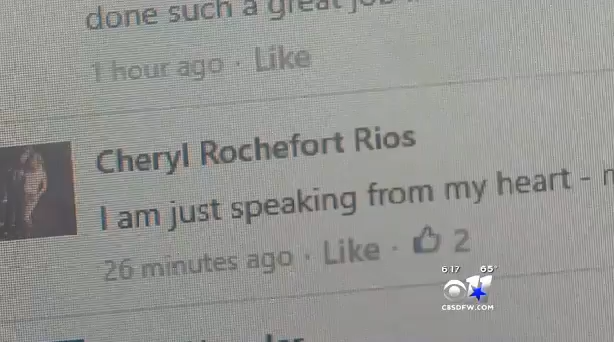 done such a great
1 hour ago · Like
Cheryl Rochefort Rios
I am just speaking from my heart -
26 minutes ago · Like · 2
6:17 65°
11
CBSDFW.COM